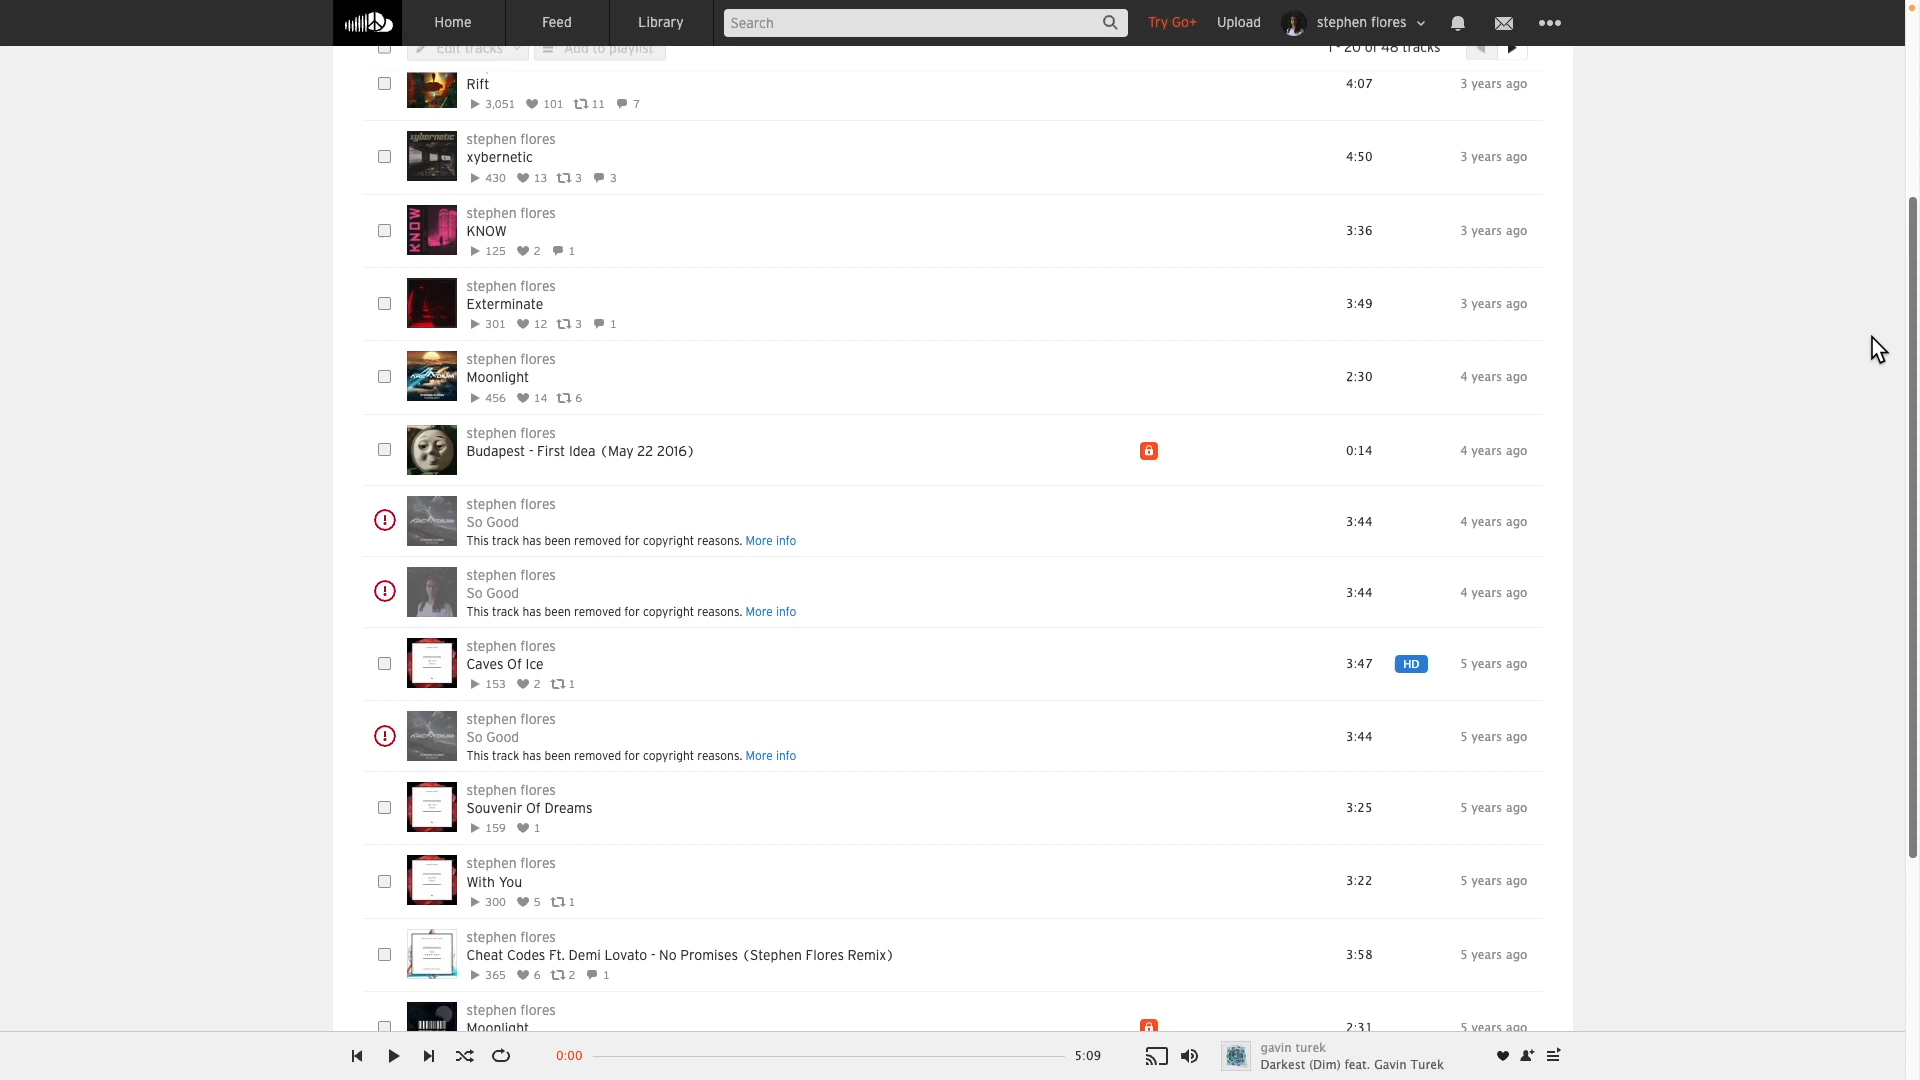 Home
Feed
Library
Search
Try Go+
Upload
stephen flores
Edit tracks
Add to playlist
1 - 20 of 48 tracks
Rift
4:07
3 years ago
3,051 101 11 7
xybernetic
stephen flores
xybernetic
4:50
3 years ago
430 13 3 3
KNOW
stephen flores
KNOW
3:36
3 years ago
125 2 1
stephen flores
Exterminate
3:49
3 years ago
301 12 3 1
ARCADIUM
stephen flores
Moonlight
2:30
4 years ago
456 14 6
stephen flores
Budapest - First Idea (May 22 2016)
0:14
4 years ago
ARCADIUM
stephen flores
So Good
3:44
4 years ago
This track has been removed for copyright reasons. More info
stephen flores
So Good
3:44
4 years ago
This track has been removed for copyright reasons. More info
stephen flores
Caves Of Ice
3:47
HD
5 years ago
153 2 1
ARCADIUM
stephen flores
So Good
3:44
5 years ago
This track has been removed for copyright reasons. More info
stephen flores
Souvenir Of Dreams
3:25
5 years ago
159 1
stephen flores
With You
3:22
5 years ago
300 5 1
stephen flores
Cheat Codes Ft. Demi Lovato - No Promises (Stephen Flores Remix)
3:58
5 years ago
365 6 2 1
stephen flores
Moonlight
2:31
5 years ago
0:00
5:09
gavin turek
Darkest (Dim) feat. Gavin Turek